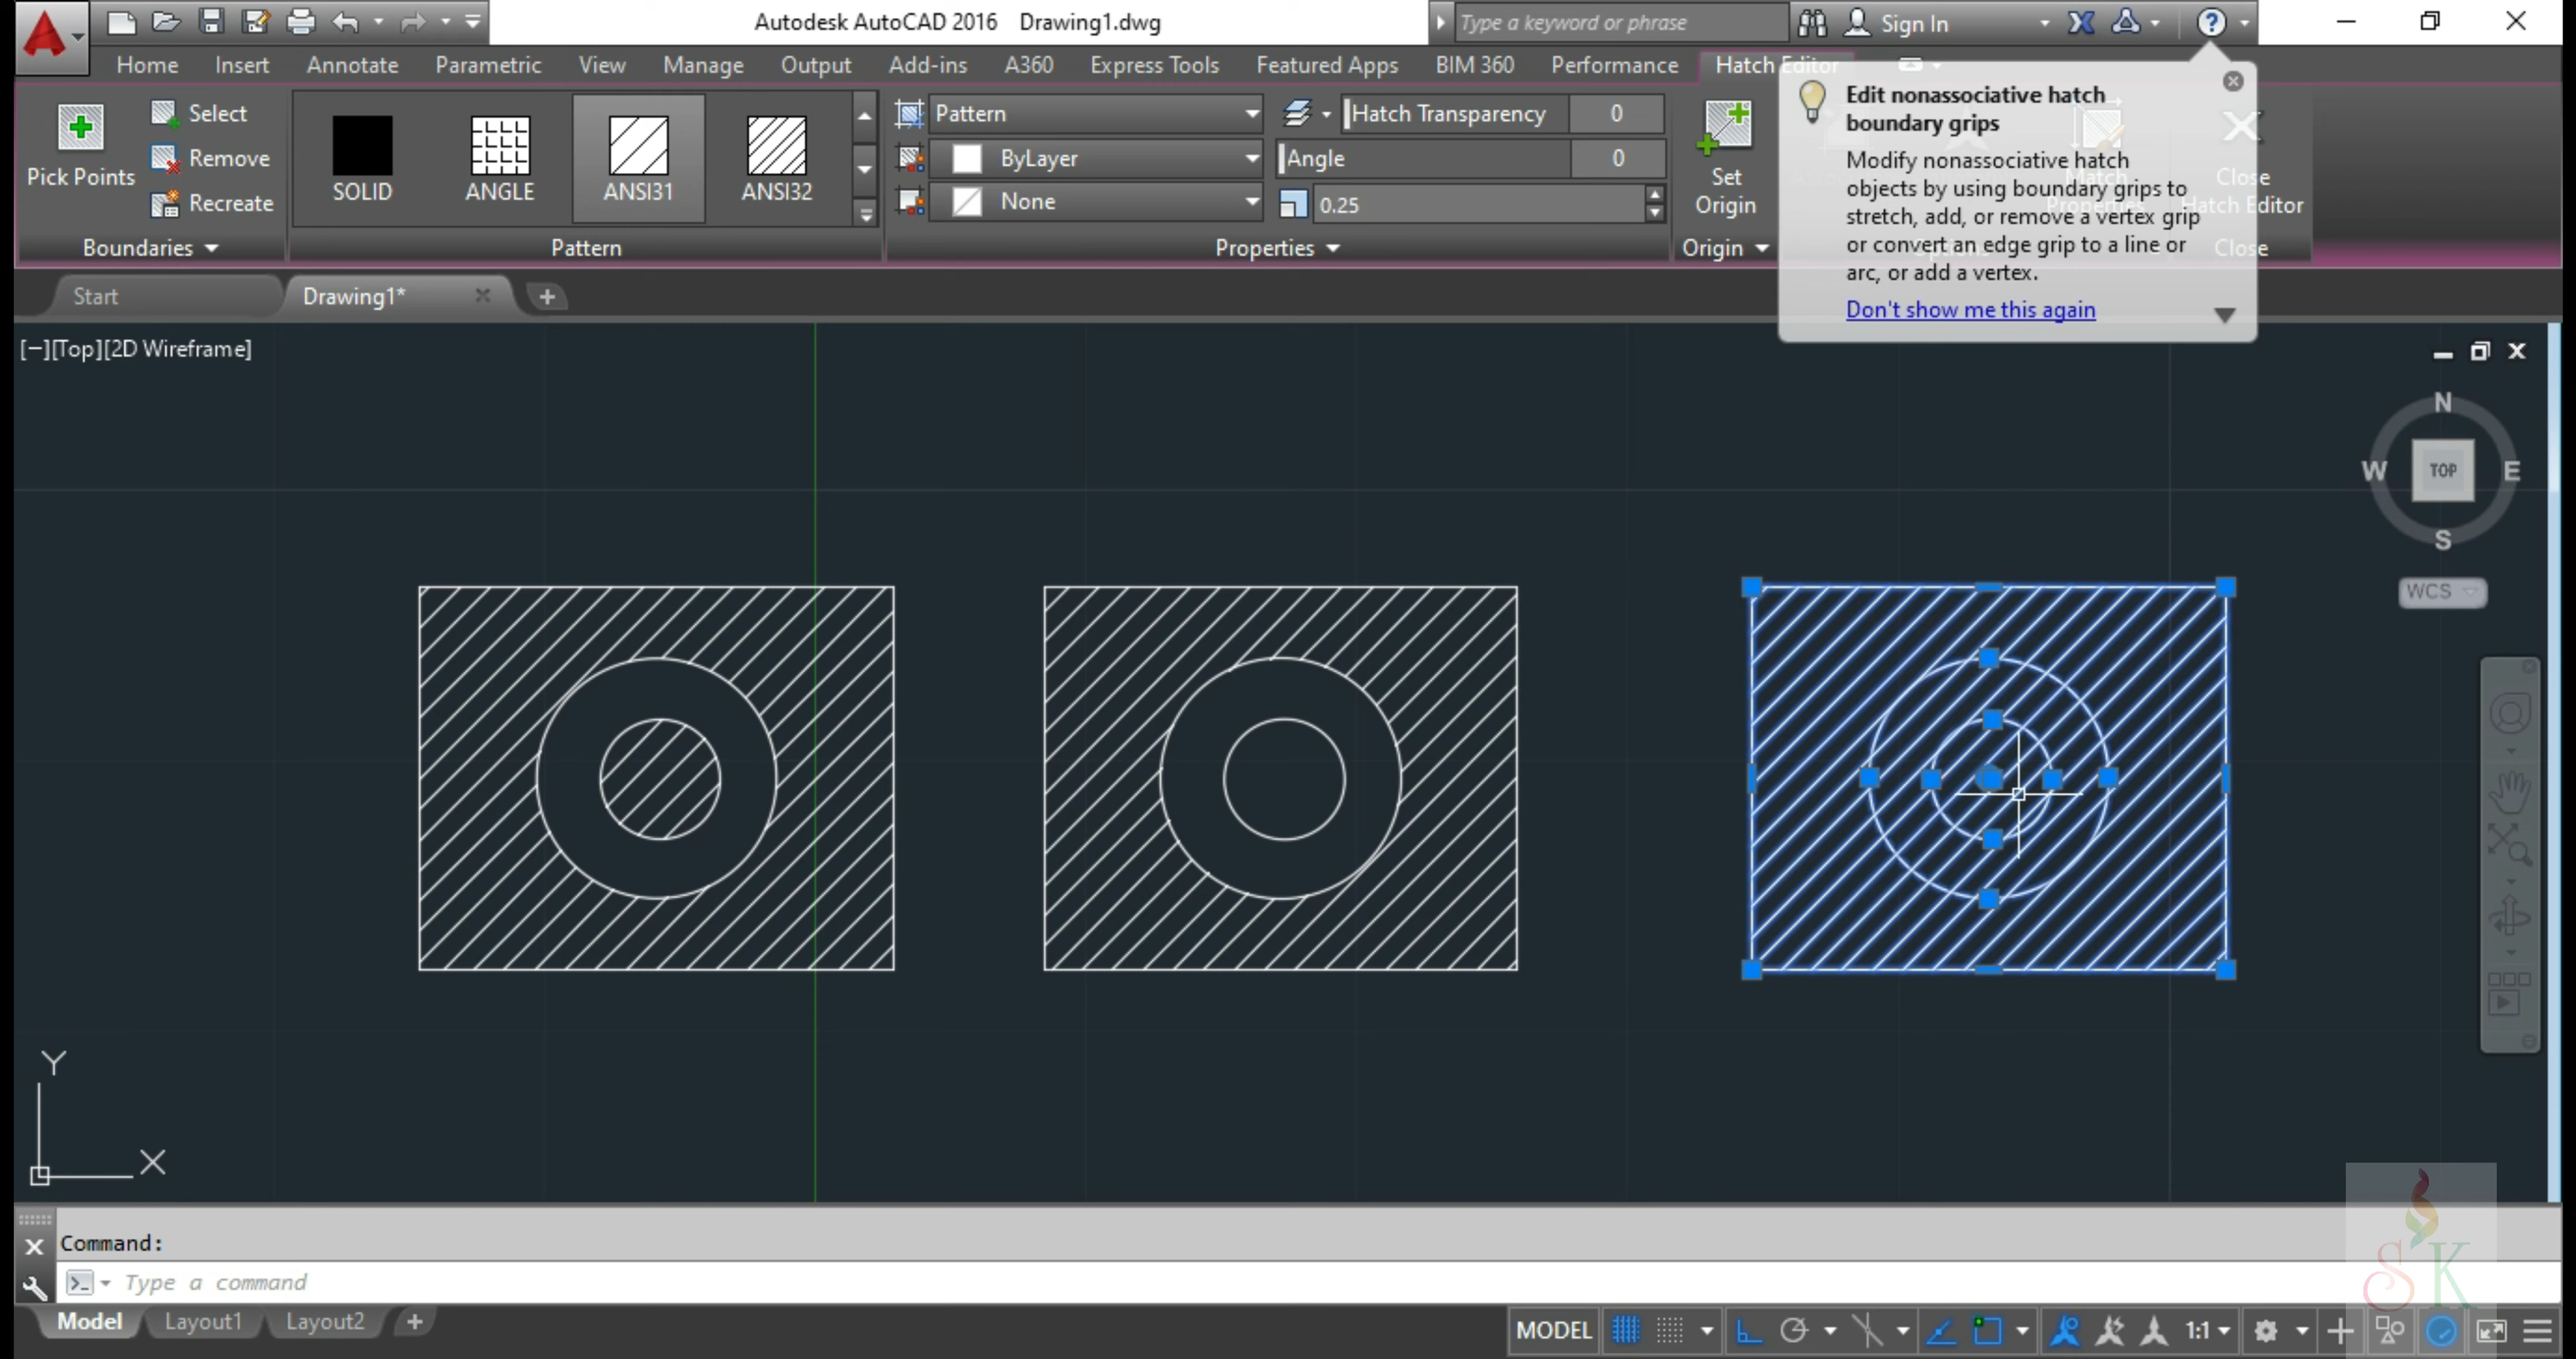 Autodesk AutoCAD 2016 Drawing1.dwg
Type a keyword or phrase
Sign In
Home Insert Annotate Parametric View Manage Output Add-ins A360 Express Tools Featured Apps BIM 360 Performance Hatch Editor
Pick Points
Select
Remove
Recreate
Boundaries
SOLID
ANGLE
ANSI31
ANSI32
Pattern
Pattern
ByLayer
None
Hatch Transparency 0
Angle 0
0.25
Properties
Set
Origin
Origin
Edit nonassociative hatch
boundary grips
Modify nonassociative hatch
objects by using boundary grips to
stretch, add, or remove a vertex grip
or convert an edge grip to a line or
arc, or add a vertex.
Don't show me this again
Match
Properties
Options
Close
Hatch Editor
Close
Start
Drawing1*
[−][Top][2D Wireframe]
N
W TOP E
S
WCS
Y
X
Command:
Type a command
SK
Model Layout1 Layout2
MODEL 1:1